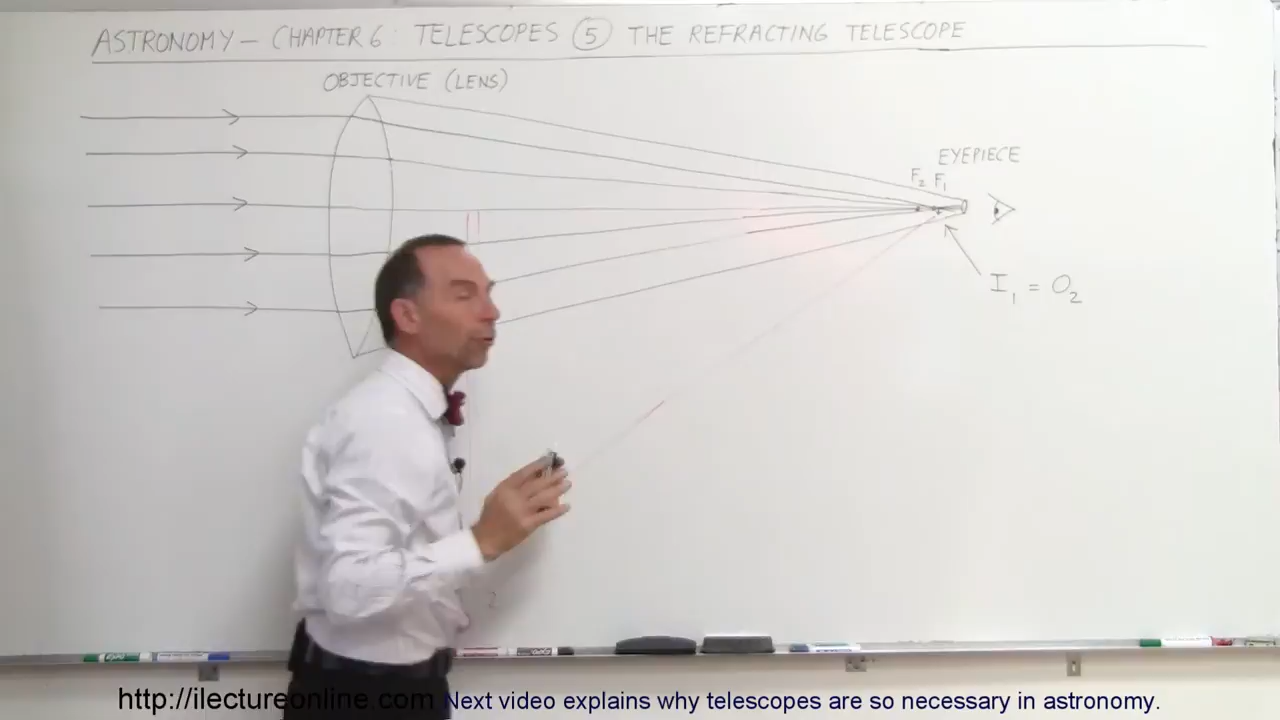 ASTRONOMY – CHAPTER 6: TELESCOPES ⑤ THE REFRACTING TELESCOPE
OBJECTIVE (LENS)
EYEPIECE
F₂ F₁
I₁ = O₂
http://ilectureonline.com Next video explains why telescopes are so necessary in astronomy.